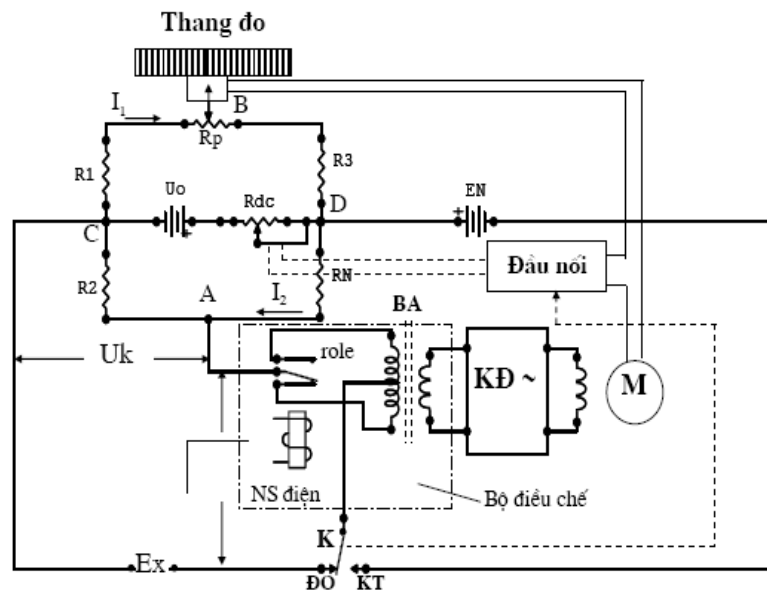 Thang đo
B
I₁
Rp
R1
R3
Uo
Rdc
D
EN
+
C
+
Đầu nối
R2
RN
A
I₂
BA
Uk
role
KĐ ~
M
NS điện
Bộ điều chế
K
Ex
ĐO
KT